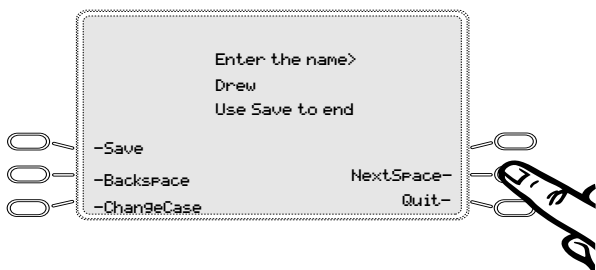 Enter the name>
Drew
Use Save to end
-Save
-Backspace NextSpace-
-ChangeCase Quit-